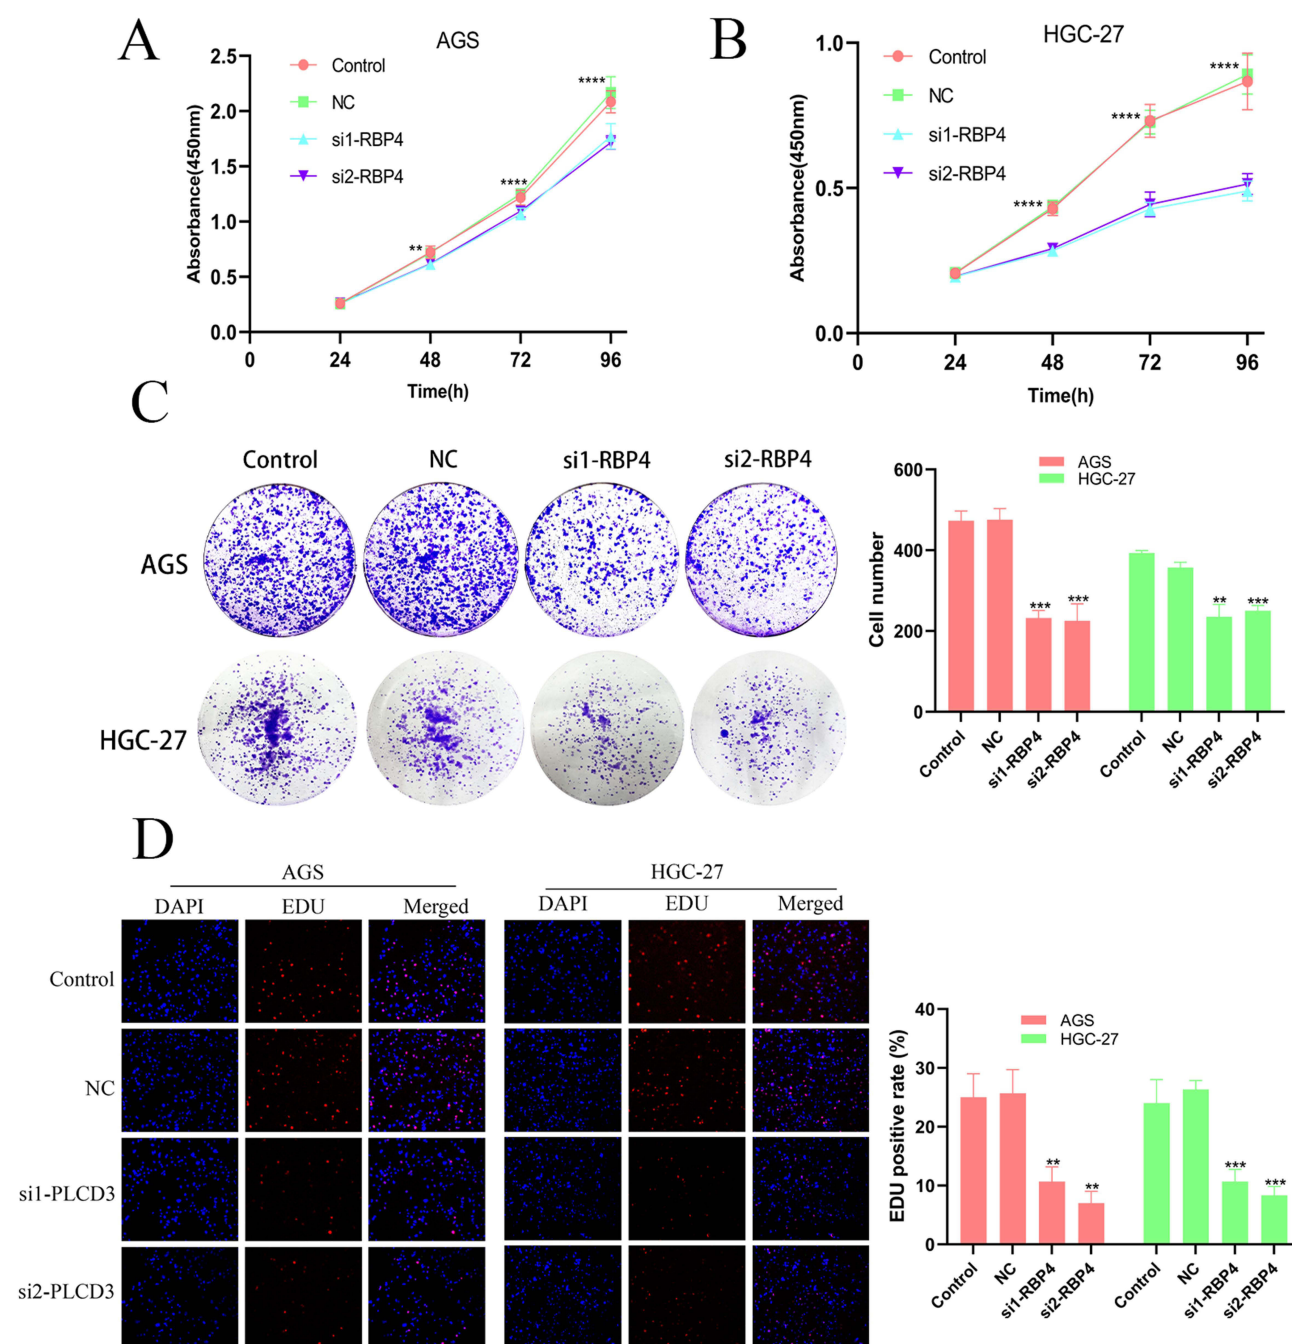 A
AGS
Control
NC
si1-RBP4
si2-RBP4
Absorbance(450nm)
2.5
2.0
1.5
1.0
0.5
0.0
**
****
****
0 24 48 72 96
Time(h)
B
HGC-27
Control
NC
si1-RBP4
si2-RBP4
Absorbance(450nm)
1.0
0.5
0.0
****
****
****
0 24 48 72 96
Time(h)
C
Control NC si1-RBP4 si2-RBP4
AGS
HGC-27
AGS
HGC-27
Cell number
600
400
200
0
*** *** ** ***
Control NC si1-RBP4 si2-RBP4 Control NC si1-RBP4 si2-RBP4
D
AGS HGC-27
DAPI EDU Merged DAPI EDU Merged
Control
NC
si1-PLCD3
si2-PLCD3
AGS
HGC-27
EDU positive rate (%)
40
30
20
10
0
** ** *** ***
Control NC si1-RBP4 si2-RBP4 Control NC si1-RBP4 si2-RBP4